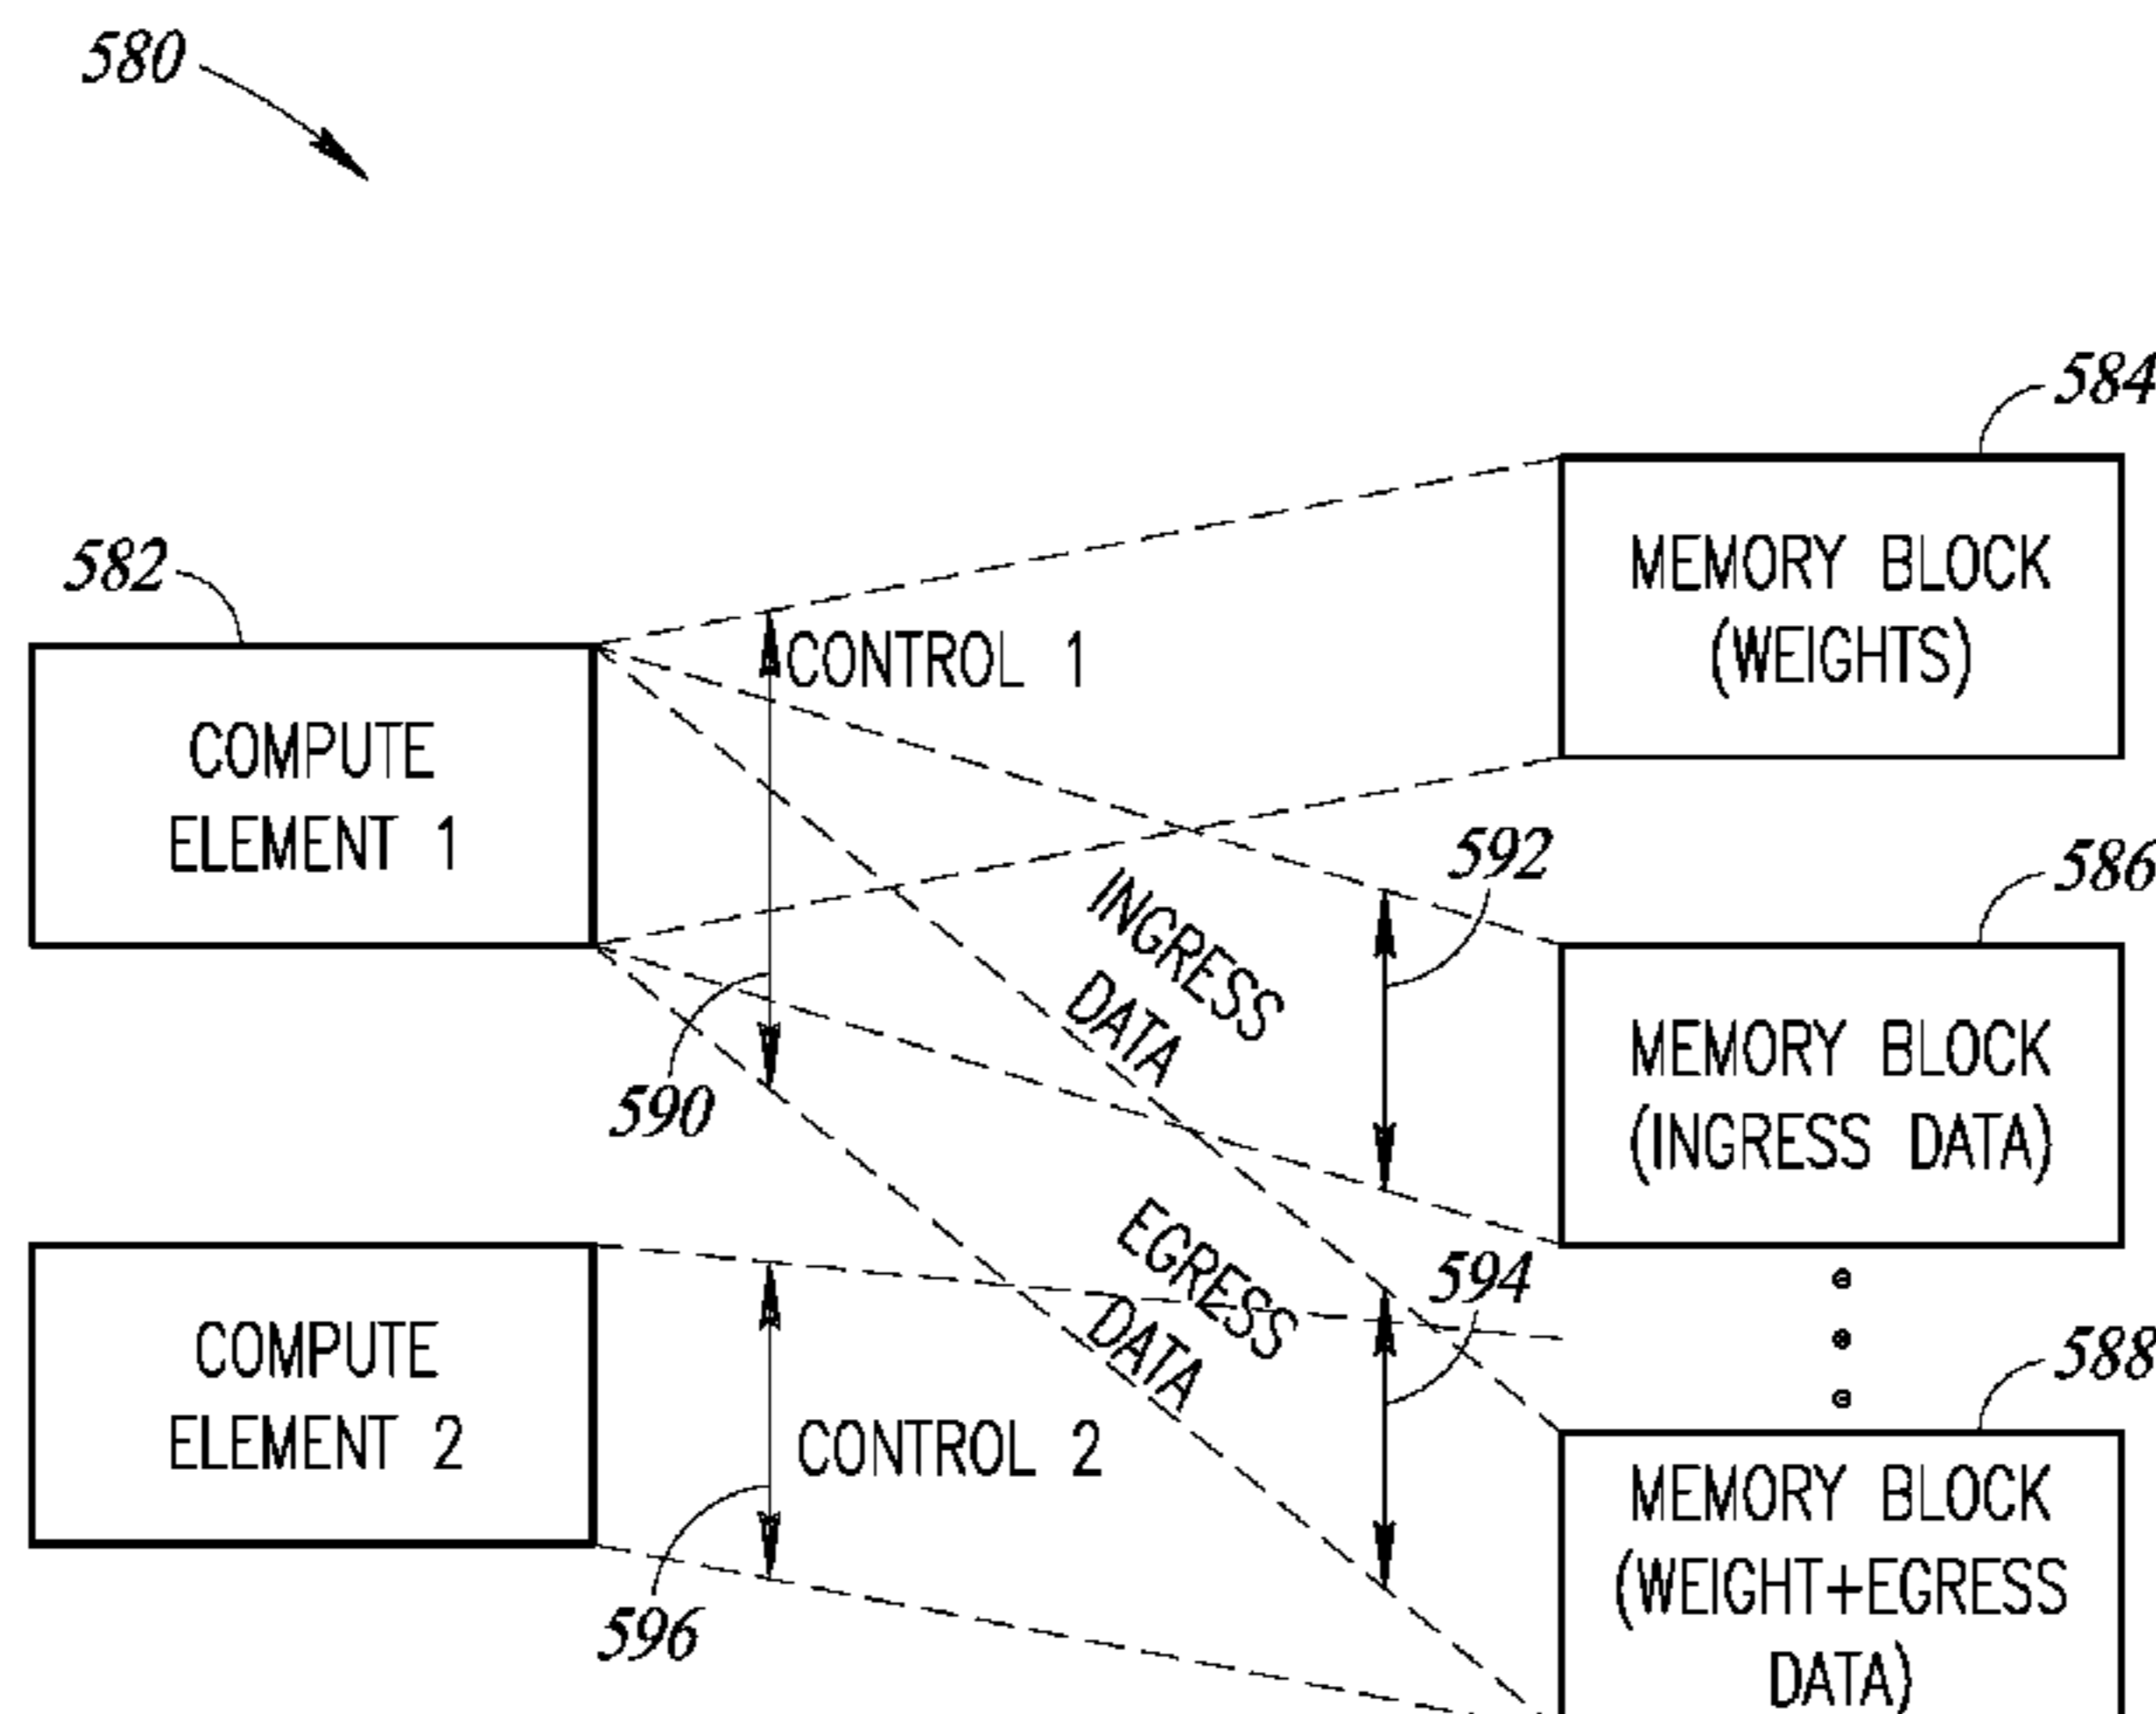 580
584
MEMORY BLOCK
(WEIGHTS)
582
CONTROL 1
COMPUTE
ELEMENT 1
592
586
INGRESS
DATA
MEMORY BLOCK
(INGRESS DATA)
590
EGRESS
DATA
594
588
COMPUTE
ELEMENT 2
CONTROL 2
MEMORY BLOCK
(WEIGHT+EGRESS
DATA)
596